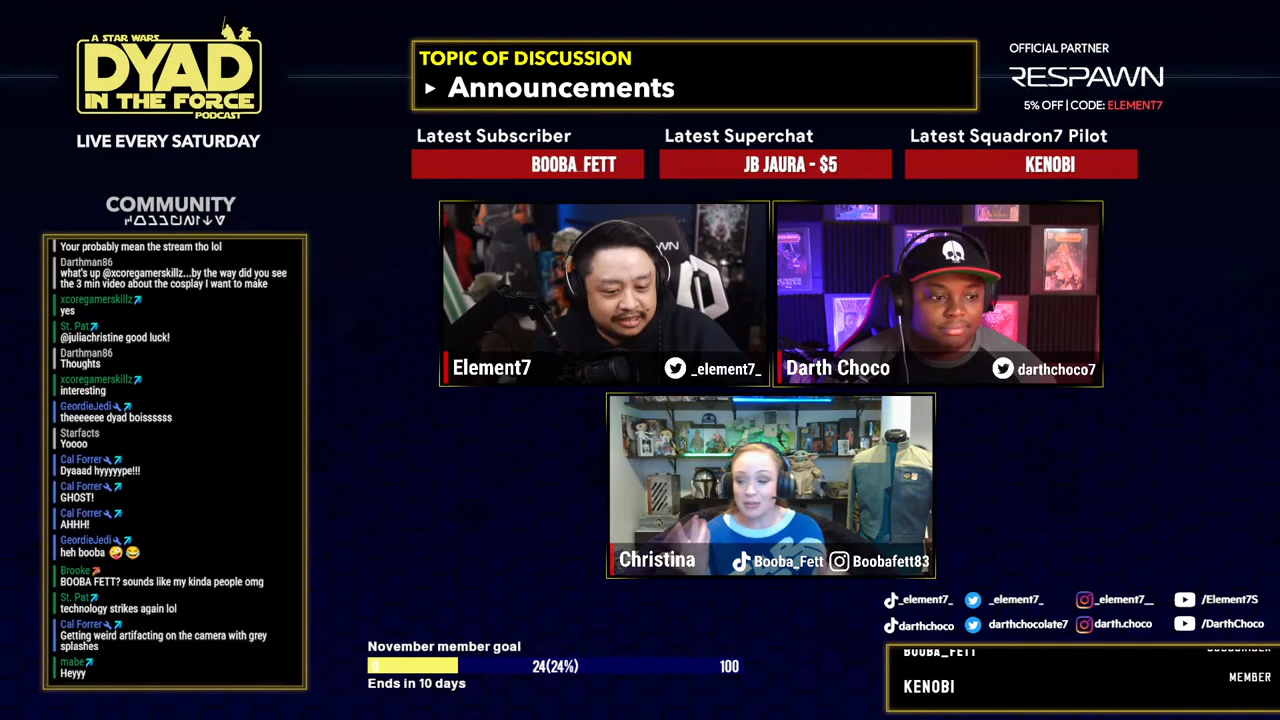 A STAR WARS
DYAD
IN THE FORCE
PODCAST
LIVE EVERY SATURDAY
TOPIC OF DISCUSSION
▸ Announcements
OFFICIAL PARTNER
RESPAWN
5% OFF | CODE: ELEMENT7
Latest Subscriber
BOOBA_FETT
Latest Superchat
JB JAURA - $5
Latest Squadron7 Pilot
KENOBI
COMMUNITY
Your probably mean the stream tho lol
Darthman86
what's up @xcoregamerskillz...by the way did you see
the 3 min video about the cosplay I want to make
xcoregamerskillz
yes
St. Pat
@juliachristine good luck!
Darthman86
Thoughts
xcoregamerskillz
interesting
GeordieJedi
theeeeeee dyad boissssss
Starfacts
Yoooo
Cal Forrer
Dyaaad hyyyyype!!!
Cal Forrer
GHOST!
Cal Forrer
AHHH!
GeordieJedi
heh booba 🤪😂
Brooke
BOOBA FETT? sounds like my kinda people omg
St. Pat
technology strikes again lol
Cal Forrer
Getting weird artifacting on the camera with grey
splashes
mabe
Heyyy
Element7
_element7_
Darth Choco
darthchoco7
Christina
Booba_Fett
Boobafett83
_element7_
_element7_
_element7__
/Element7S
darthchoco
darthchocolate7
darth.choco
/DarthChoco
November member goal
0
24(24%)
100
Ends in 10 days
BOOBA_FETT
SUBSCRIBER
KENOBI
MEMBER